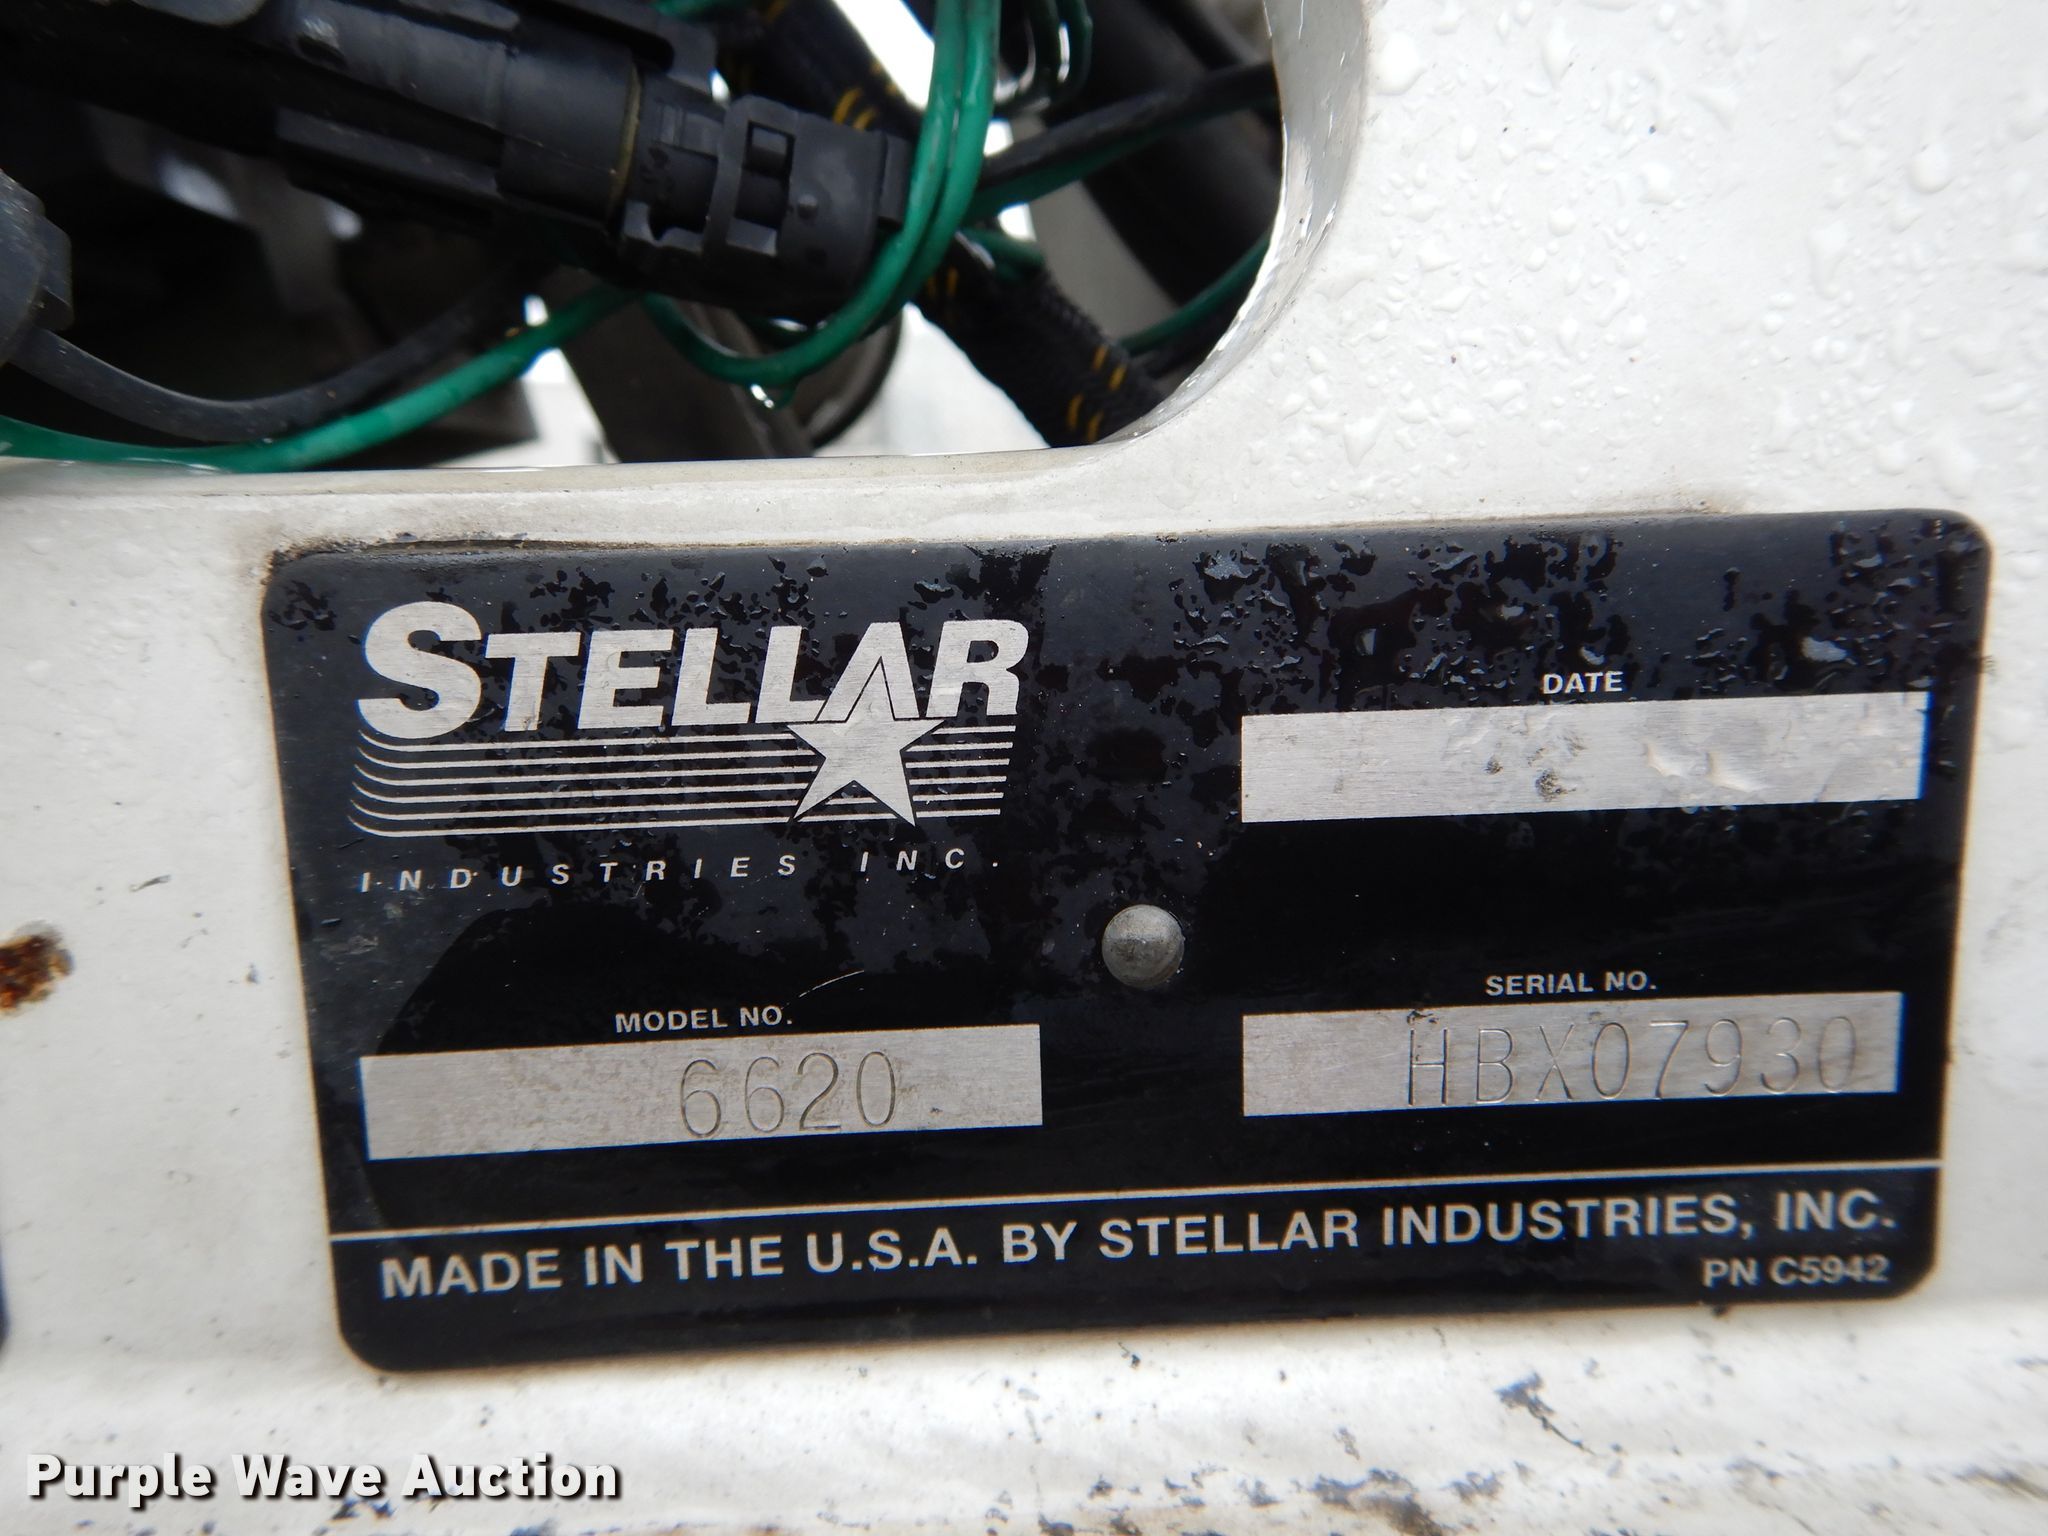 STELLAR
INDUSTRIES INC.
DATE
MODEL NO.
6620
SERIAL NO.
HBX07930
MADE IN THE U.S.A. BY STELLAR INDUSTRIES, INC.
PN C5942
Purple Wave Auction